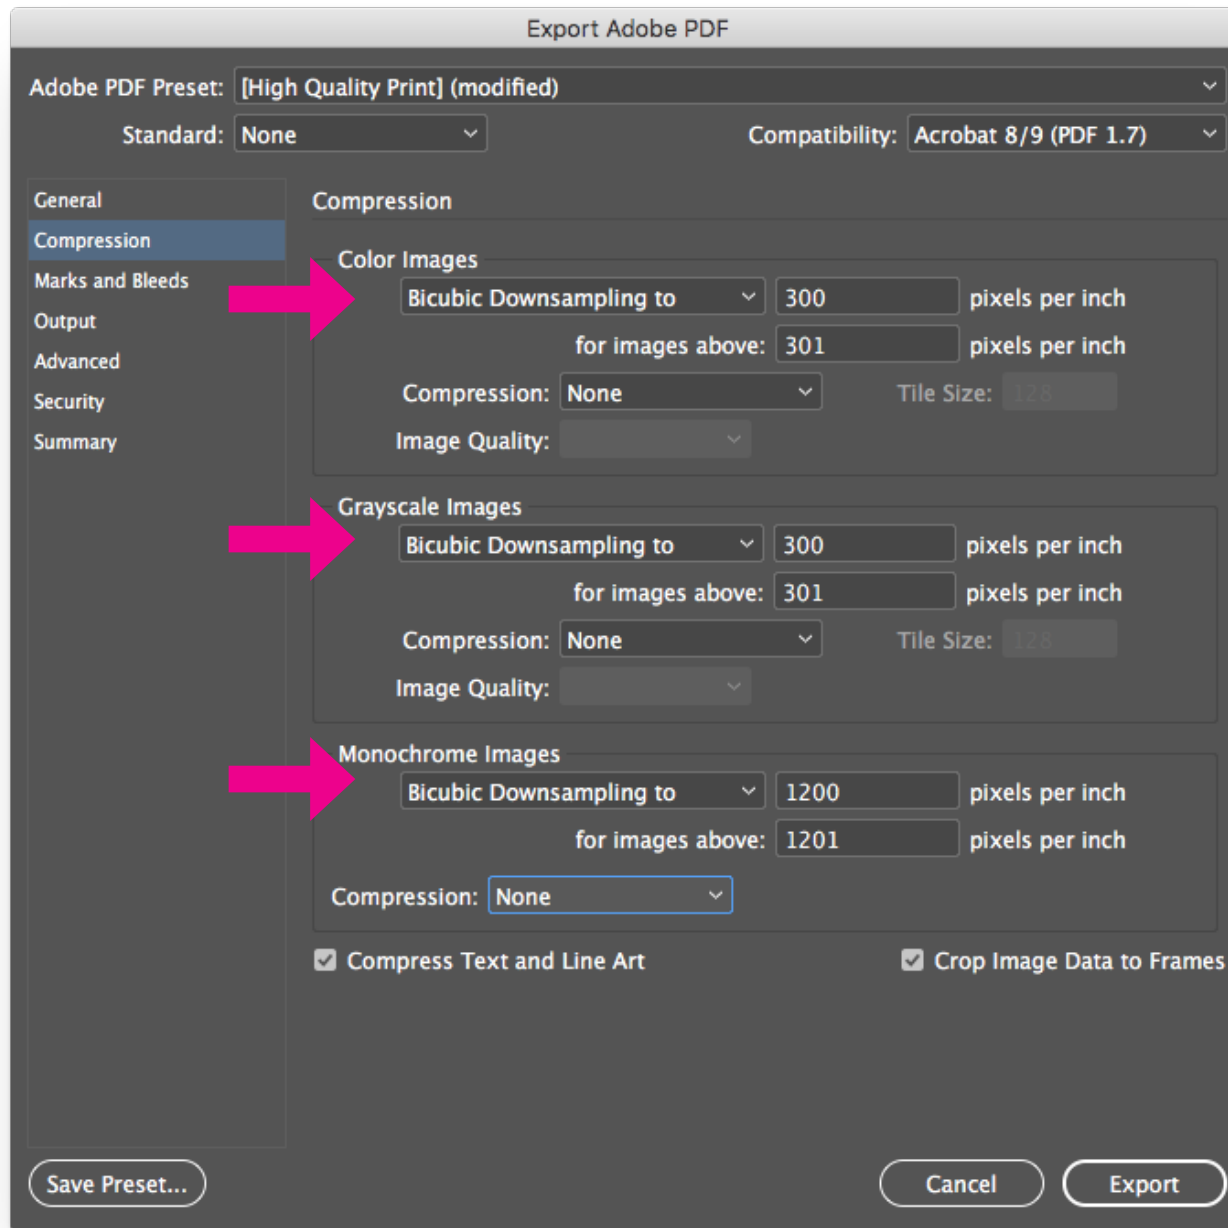 Export Adobe PDF
Adobe PDF Preset: [High Quality Print] (modified)
Standard: None Compatibility: Acrobat 8/9 (PDF 1.7)
General
Compression
Marks and Bleeds
Output
Advanced
Security
Summary
Compression
Color Images
Bicubic Downsampling to 300 pixels per inch
for images above: 301 pixels per inch
Compression: None Tile Size: 128
Image Quality:
Grayscale Images
Bicubic Downsampling to 300 pixels per inch
for images above: 301 pixels per inch
Compression: None Tile Size: 128
Image Quality:
Monochrome Images
Bicubic Downsampling to 1200 pixels per inch
for images above: 1201 pixels per inch
Compression: None
Compress Text and Line Art Crop Image Data to Frames
Save Preset... Cancel Export